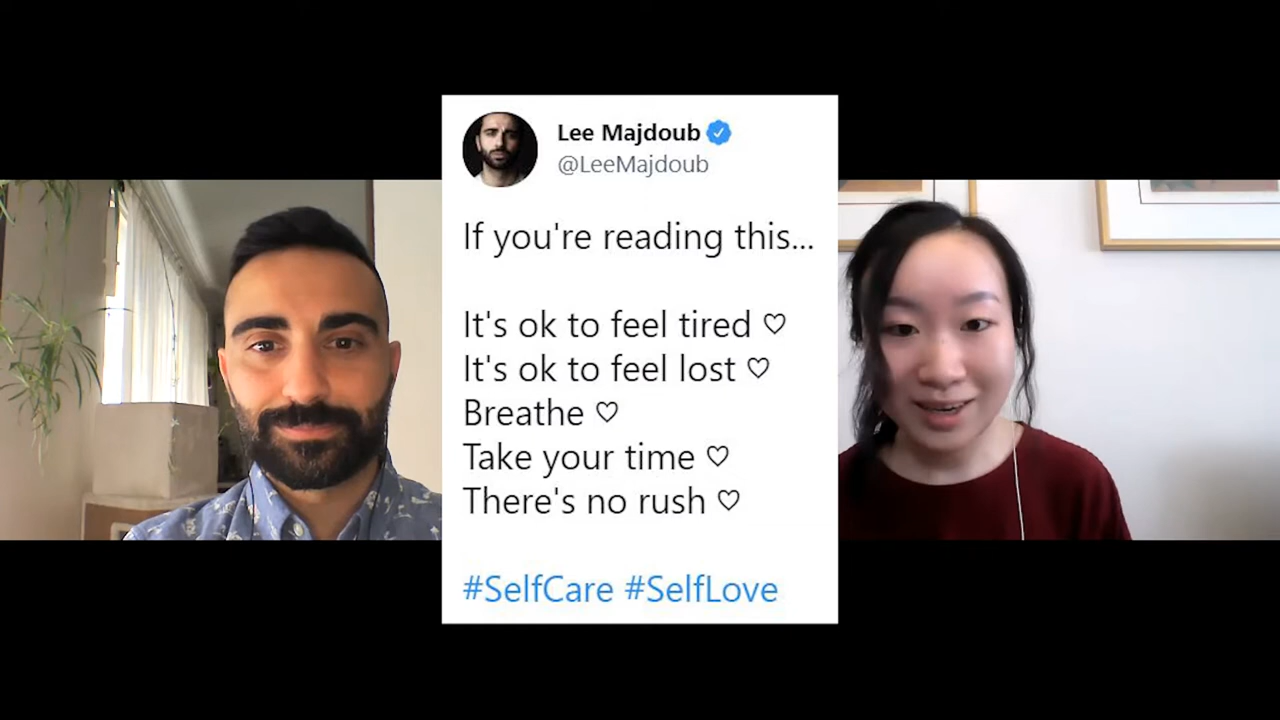 Lee Majdoub
@LeeMajdoub
If you're reading this...
It's ok to feel tired ♡
It's ok to feel lost ♡
Breathe ♡
Take your time ♡
There's no rush ♡
#SelfCare #SelfLove